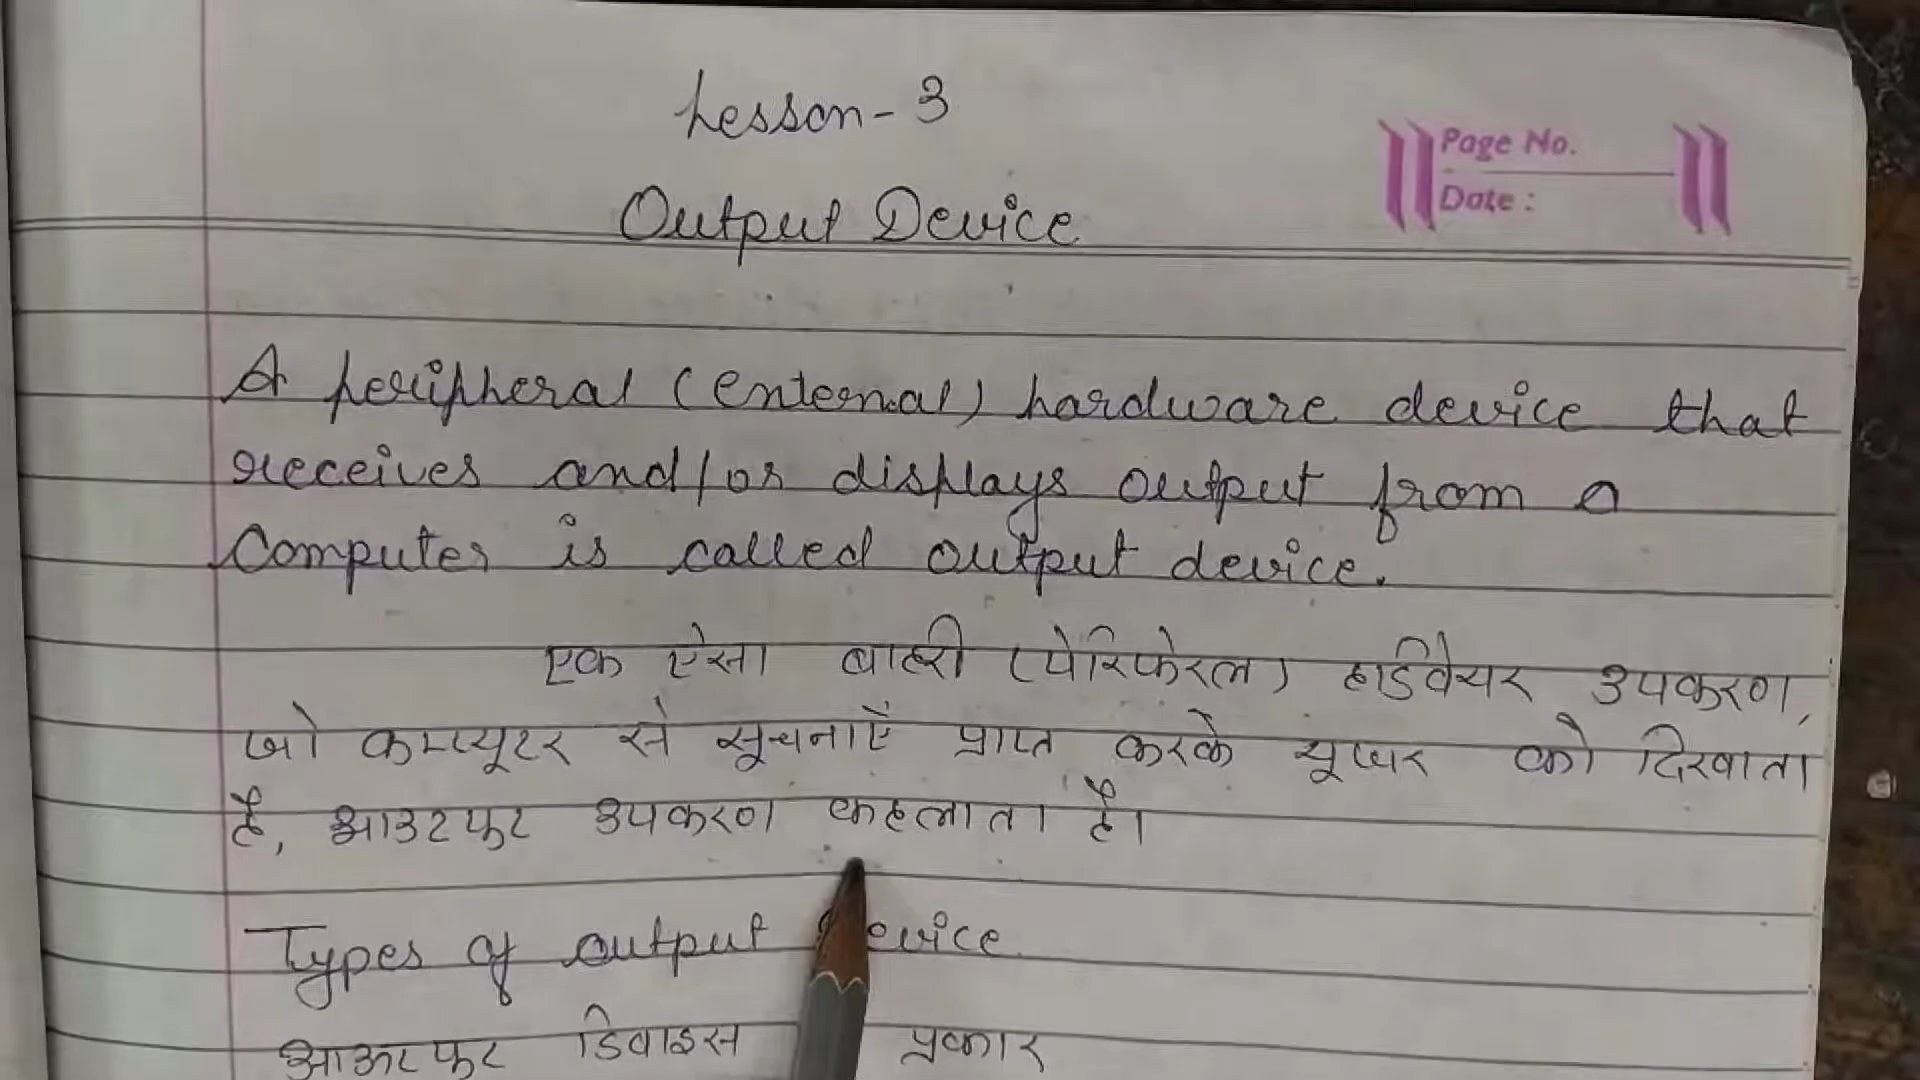 Lesson - 3
Page No.
Date :
Output Device
A peripheral (external) hardware device that
receives and/or displays output from a
Computer is called output device.
एक ऐसा बाहरी (पेरिफेरल) हार्डवेयर उपकरण,
जो कम्प्यूटर से सूचनाएँ प्राप्त करके यूजर को दिखाता
है, आउटपुट उपकरण कहलाता है।
Types of output device
आऊटपुट डिवाइस प्रकार